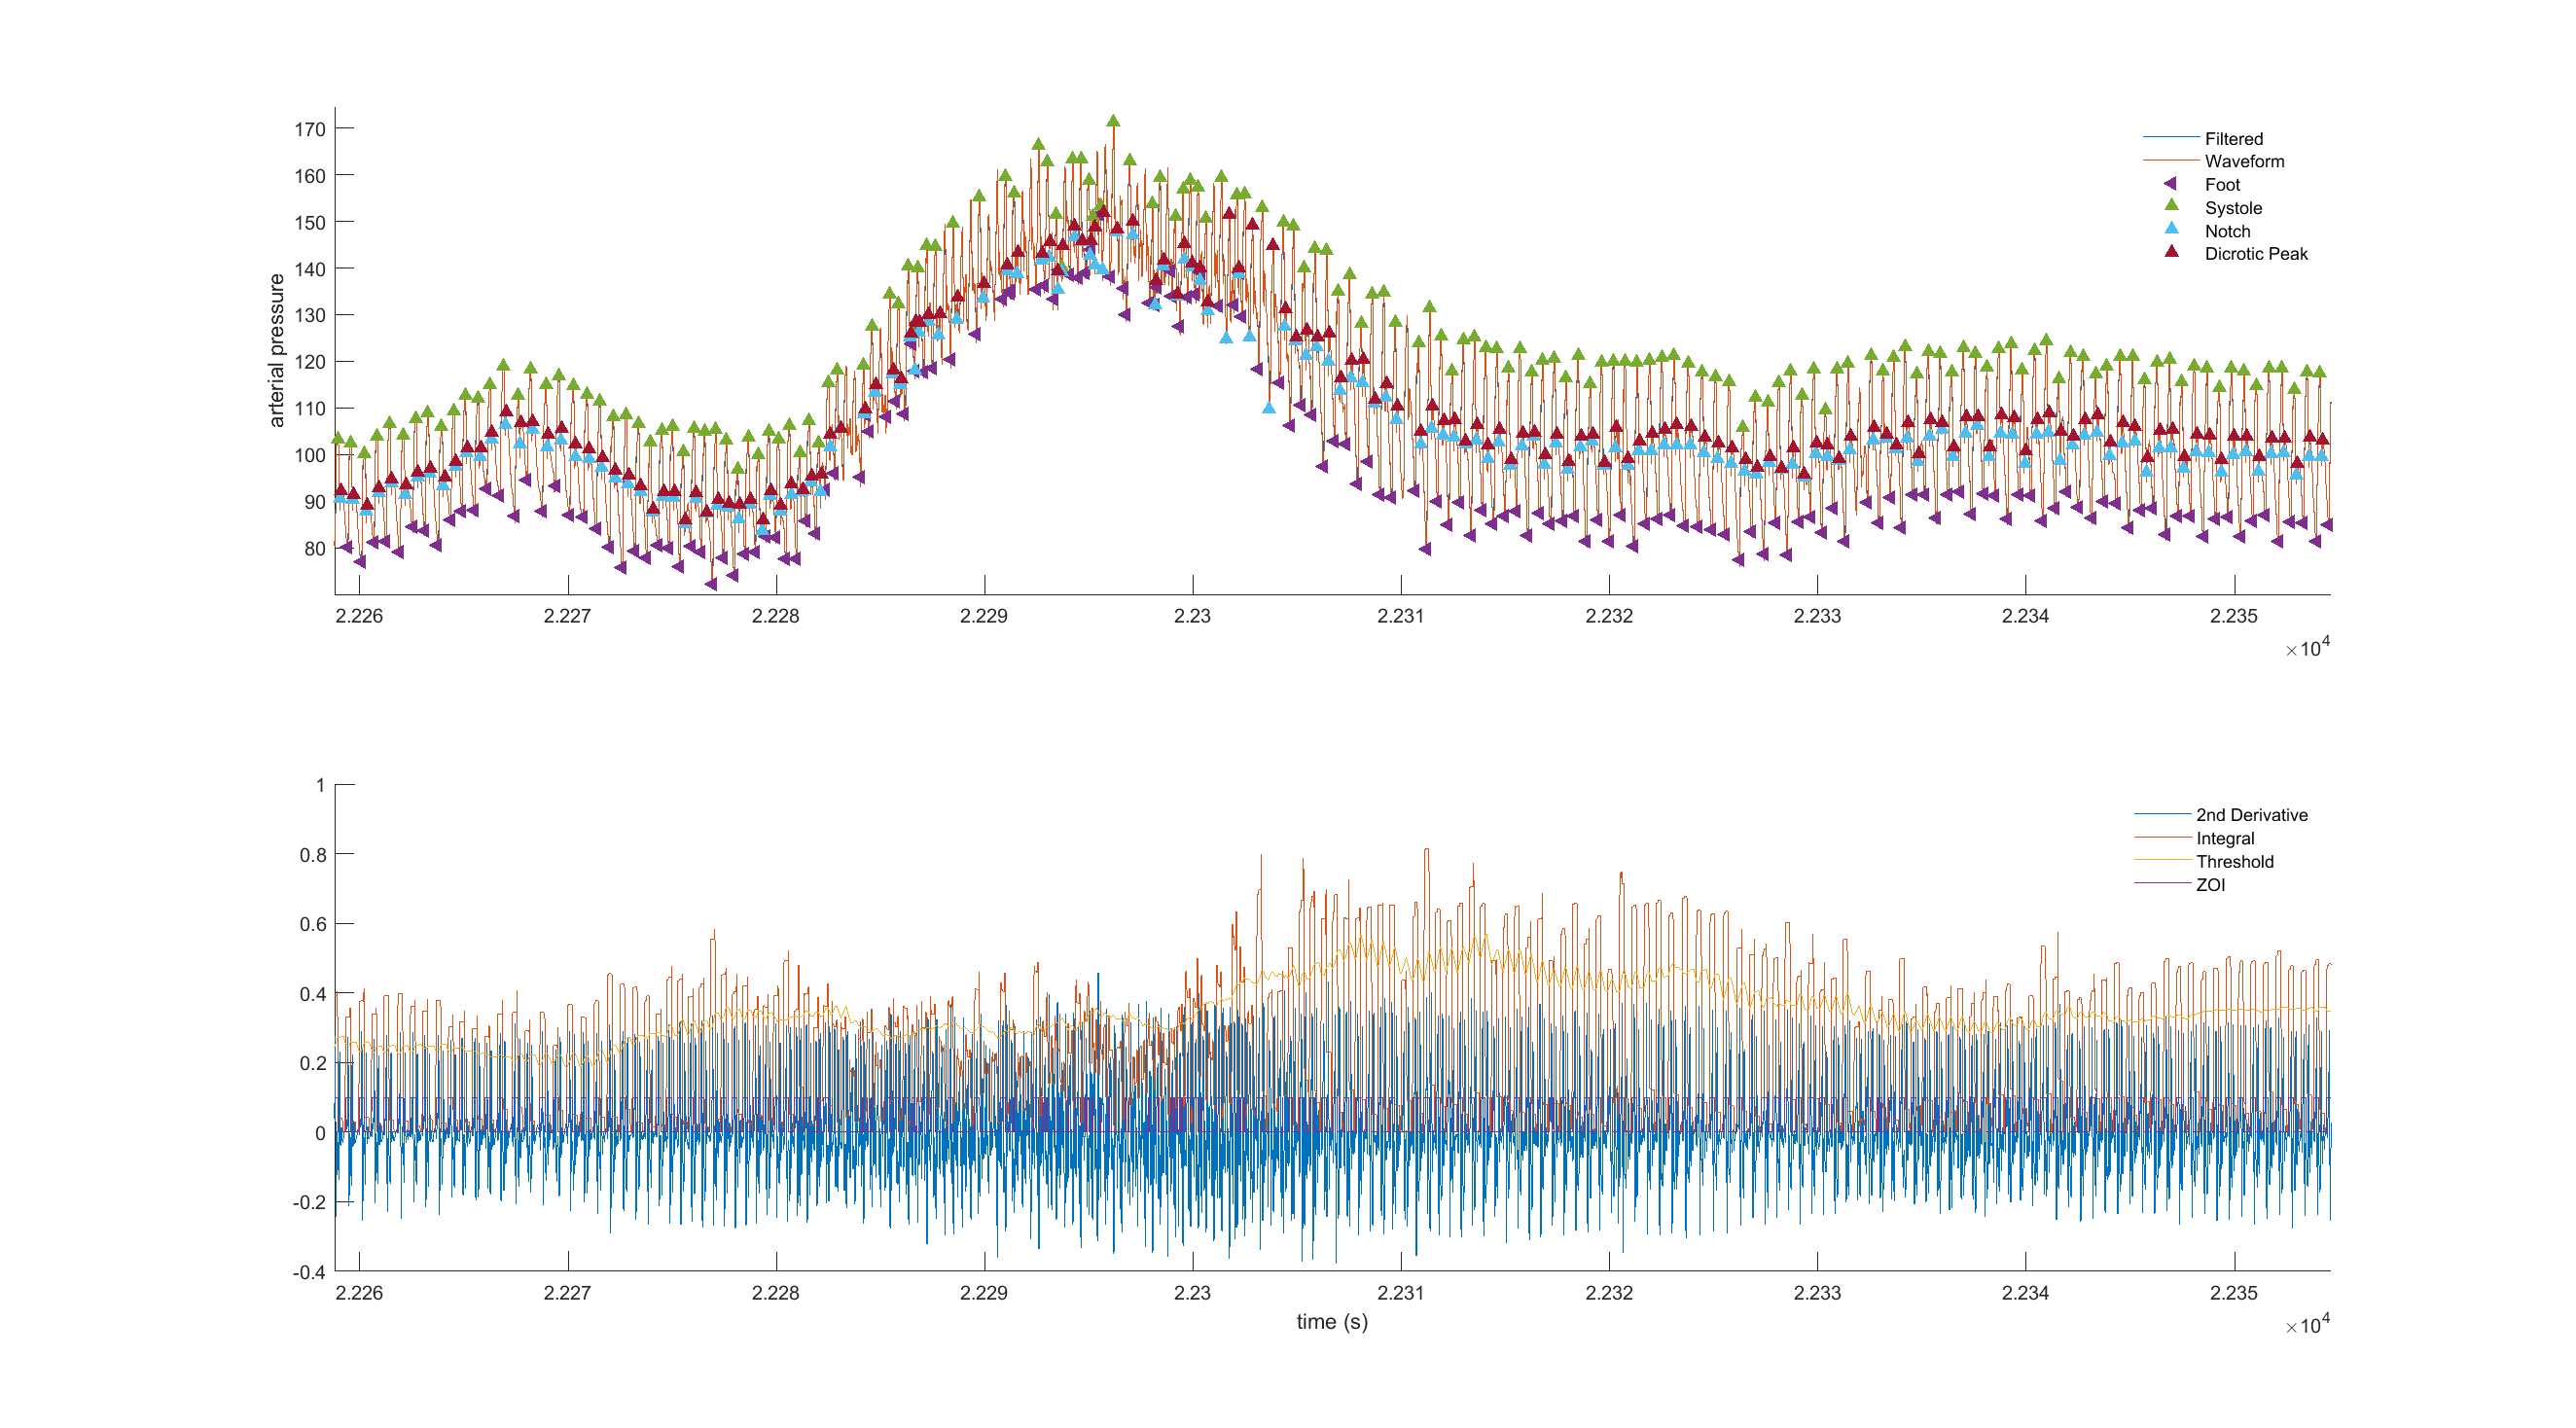 170
160
150
140
130
120
110
100
90
80
arterial pressure
Filtered
Waveform
Foot
Systole
Notch
Dicrotic Peak
2.226 2.227 2.228 2.229 2.23 2.231 2.232 2.233 2.234 2.235
×10^4
1
0.8
0.6
0.4
0.2
0
-0.2
-0.4
2nd Derivative
Integral
Threshold
ZOI
2.226 2.227 2.228 2.229 2.23 2.231 2.232 2.233 2.234 2.235
time (s)
×10^4